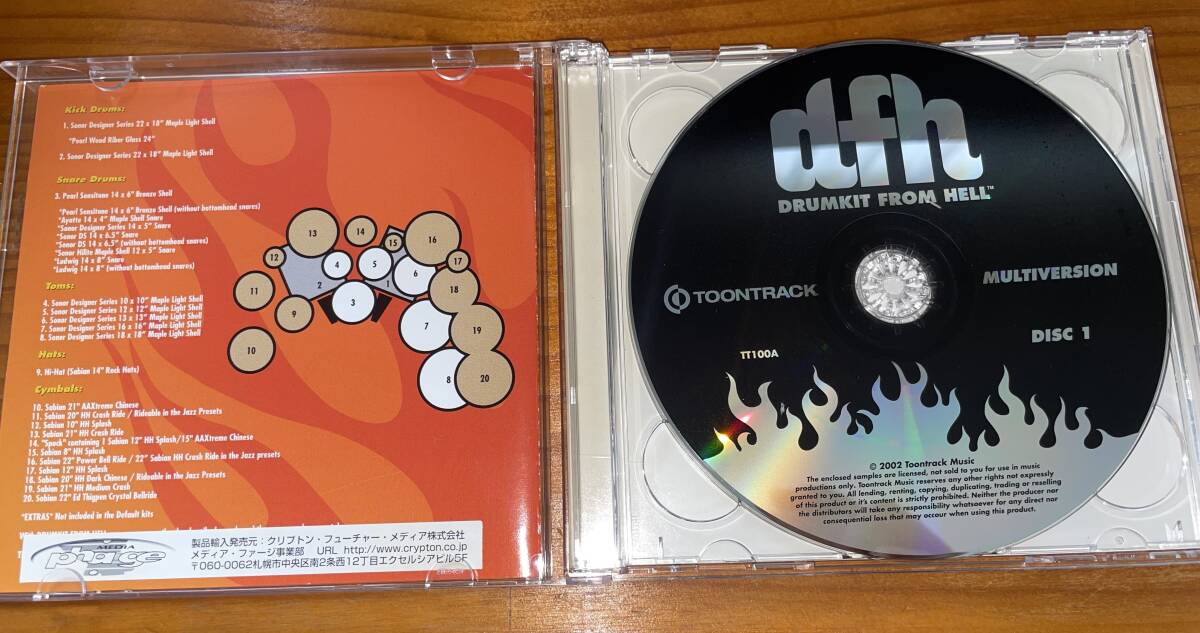 Kick Drums:
1. Sonor Designer Series 22 x 18" Maple Light Shell
"Pearl Wood Riber Glass 24"
2. Sonor Designer Series 22 x 18" Maple Light Shell
Snare Drums:
3. Pearl Sensitone 14 x 6" Bronze Shell
"Pearl Sensitone 14 x 6" Bronze Shell (without bottomhead snares)
"Ayotte 14 x 4" Maple Shell Snare
"Sonor Designer Series 14 x 5" Snare
"Sonor DS 14 x 6.5" Snare
"Sonor DS 14 x 6.5" (without bottomhead snares)
"Sonor Hilite Maple Shell 12 x 5" Snare
"Ludwig 14 x 8" Snare
"Ludwig 14 x 8" (without bottomhead snares)
Toms:
4. Sonor Designer Series 10 x 10" Maple Light Shell
5. Sonor Designer Series 12 x 12" Maple Light Shell
6. Sonor Designer Series 13 x 13" Maple Light Shell
7. Sonor Designer Series 16 x 16" Maple Light Shell
8. Sonor Designer Series 18 x 18" Maple Light Shell
Hats:
9. Hi-Hat (Sabian 14" Rock Hats)
Cymbals:
10. Sabian 21" AAXtreme Chinese
11. Sabian 20" HH Crash Ride / Rideable in the Jazz Presets
12. Sabian 10" HH Splash
13. Sabian 21" HH Crash Ride
14. "Spock" containing 1 Sabian 12" HH Splash/15" AAXtreme Chinese
15. Sabian 8" HH Splash
16. Sabian 22" Power Bell Ride / 22" Sabian HH Crash Ride in the Jazz presets
17. Sabian 12" HH Splash
18. Sabian 20" HH Dark Chinese / Rideable in the Jazz Presets
19. Sabian 21" HH Medium Crash
20. Sabian 22" Ed Thigpen Crystal Bellride
"EXTRAS" Not included in the Default kits
13
14
15
16
12
4
5
6
17
11
2
1
18
9
3
7
19
10
8
20
MEDIA
phage
製品輸入発売元：クリプトン・フューチャー・メディア株式会社
メディア・ファージ事業部 URL http://www.crypton.co.jp
〒060-0062札幌市中央区南2条西12丁目エクセルシアビル5F
dfh
DRUMKIT FROM HELL™
TOONTRACK
MULTIVERSION
DISC 1
TT100A
© 2002 Toontrack Music
The enclosed samples are licensed, not sold to you for use in music
productions only. Toontrack Music reserves any other rights not expressly
granted to you. All lending, renting, copying, duplicating, trading or reselling
of this product or it's content is strictly prohibited. Neither the producer nor
the distributors will take any responsibility whatsoever for any direct nor
consequential loss that may occur when using this product.